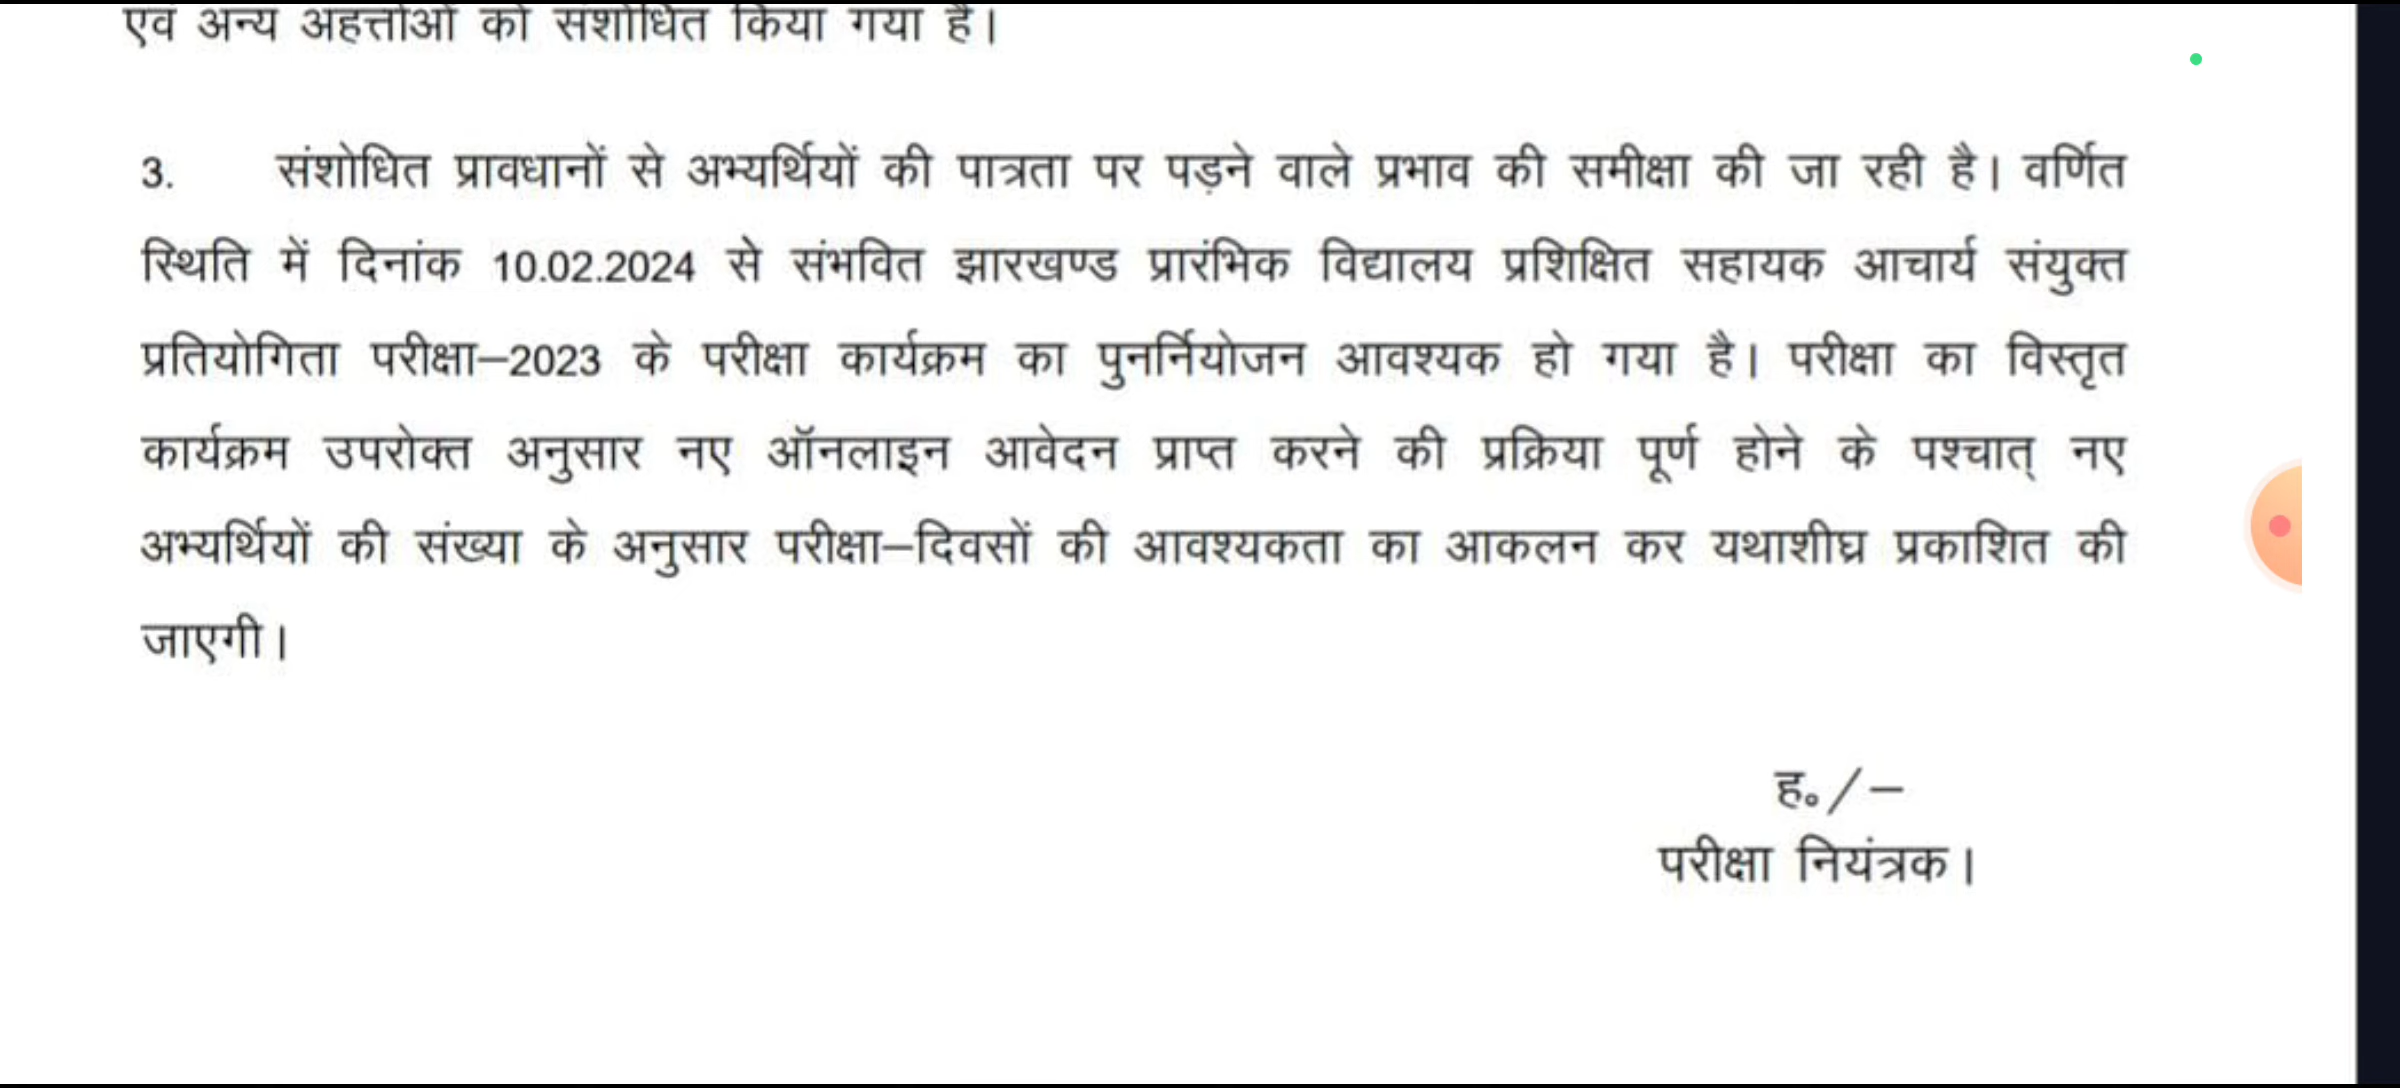 एवं अन्य अहर्त्ताओं को संशोधित किया गया है।
3. संशोधित प्रावधानों से अभ्यर्थियों की पात्रता पर पड़ने वाले प्रभाव की समीक्षा की जा रही है। वर्णित
स्थिति में दिनांक 10.02.2024 से संभवित झारखण्ड प्रारंभिक विद्यालय प्रशिक्षित सहायक आचार्य संयुक्त
प्रतियोगिता परीक्षा–2023 के परीक्षा कार्यक्रम का पुनर्नियोजन आवश्यक हो गया है। परीक्षा का विस्तृत
कार्यक्रम उपरोक्त अनुसार नए ऑनलाइन आवेदन प्राप्त करने की प्रक्रिया पूर्ण होने के पश्चात् नए
अभ्यर्थियों की संख्या के अनुसार परीक्षा–दिवसों की आवश्यकता का आकलन कर यथाशीघ्र प्रकाशित की
जाएगी।
ह०/–
परीक्षा नियंत्रक।